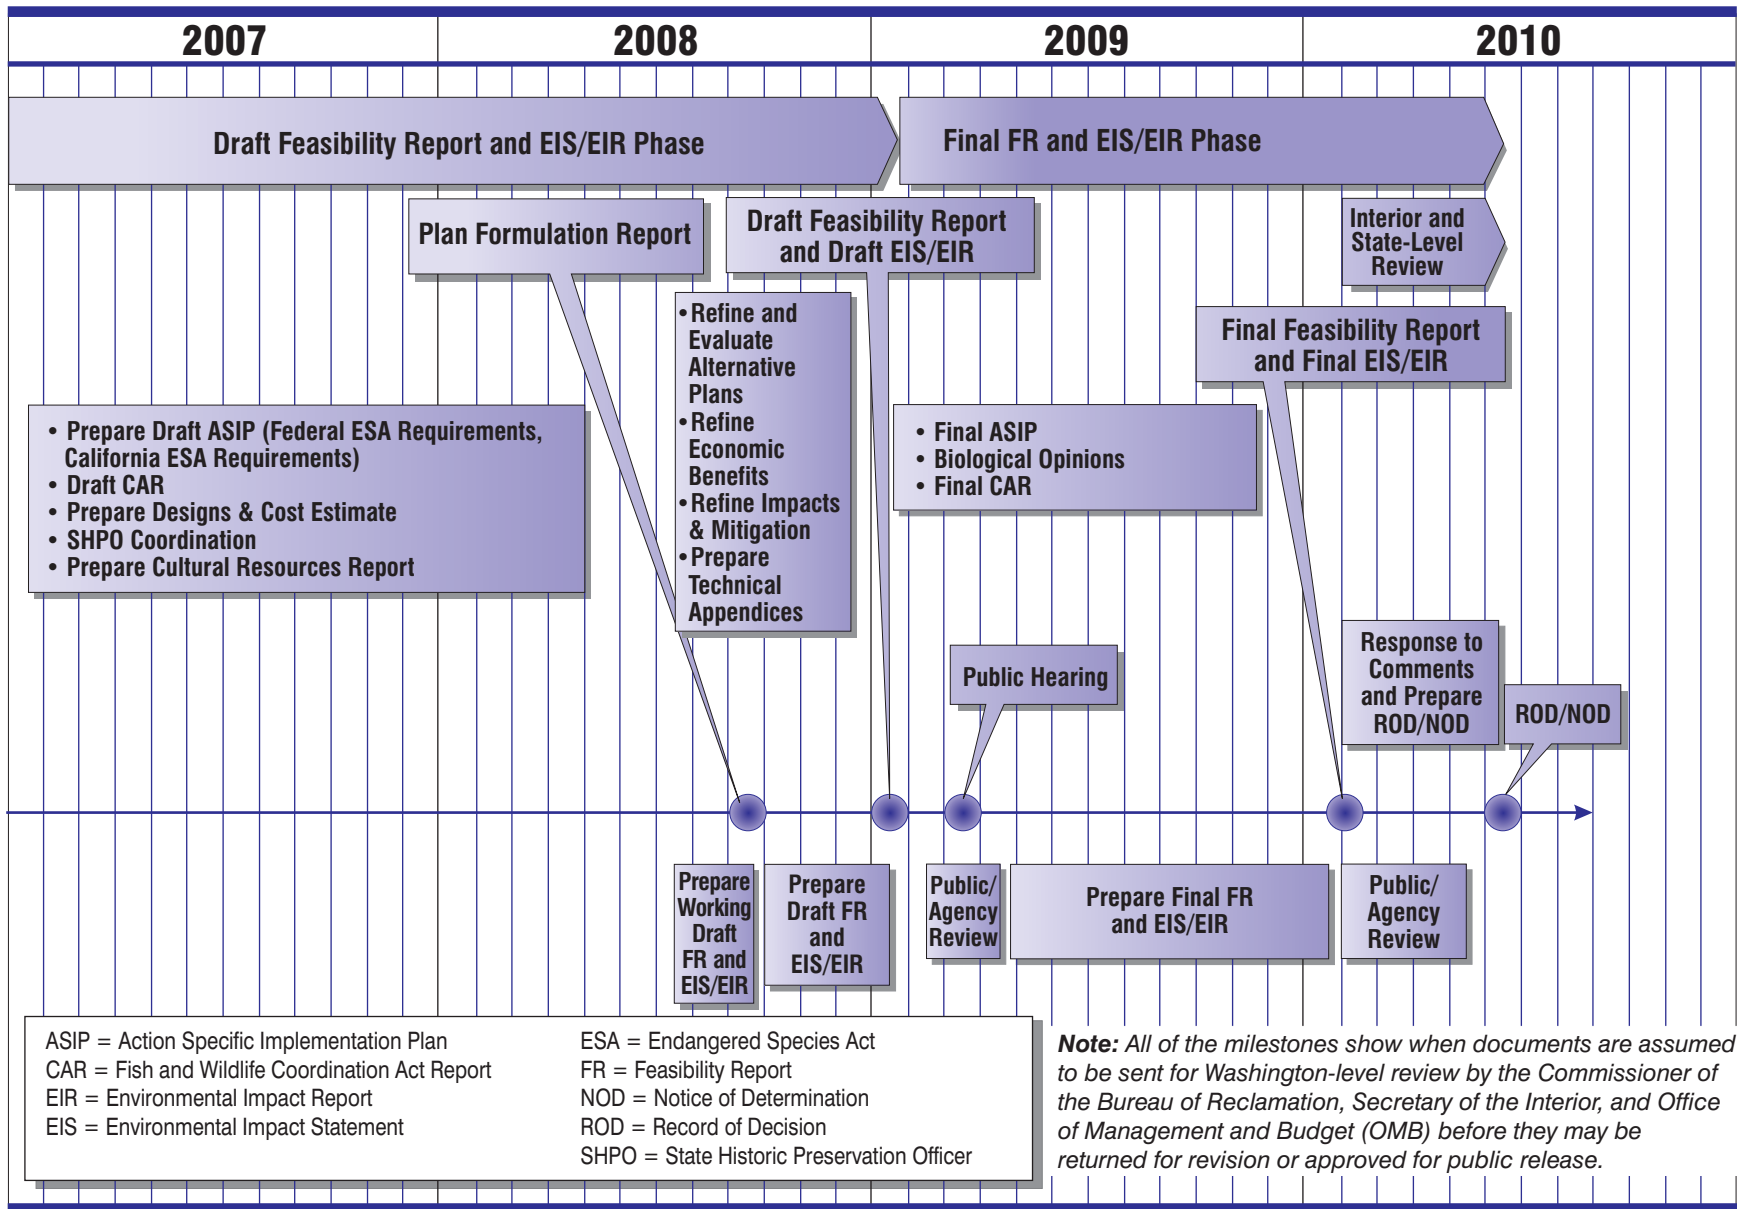 2007
2008
2009
2010
Draft Feasibility Report and EIS/EIR Phase
Final FR and EIS/EIR Phase
Plan Formulation Report
Draft Feasibility Report
and Draft EIS/EIR
Interior and
State-Level
Review
• Refine and
Evaluate
Alternative
Plans
• Refine
Economic
Benefits
• Refine Impacts
& Mitigation
• Prepare
Technical
Appendices
Final Feasibility Report
and Final EIS/EIR
• Prepare Draft ASIP (Federal ESA Requirements,
California ESA Requirements)
• Draft CAR
• Prepare Designs & Cost Estimate
• SHPO Coordination
• Prepare Cultural Resources Report
• Final ASIP
• Biological Opinions
• Final CAR
Public Hearing
Response to
Comments
and Prepare
ROD/NOD
ROD/NOD
Prepare
Working
Draft
FR and
EIS/EIR
Prepare
Draft FR
and
EIS/EIR
Public/
Agency
Review
Prepare Final FR
and EIS/EIR
Public/
Agency
Review
ASIP = Action Specific Implementation Plan
CAR = Fish and Wildlife Coordination Act Report
EIR = Environmental Impact Report
EIS = Environmental Impact Statement
ESA = Endangered Species Act
FR = Feasibility Report
NOD = Notice of Determination
ROD = Record of Decision
SHPO = State Historic Preservation Officer
Note: All of the milestones show when documents are assumed
to be sent for Washington-level review by the Commissioner of
the Bureau of Reclamation, Secretary of the Interior, and Office
of Management and Budget (OMB) before they may be
returned for revision or approved for public release.